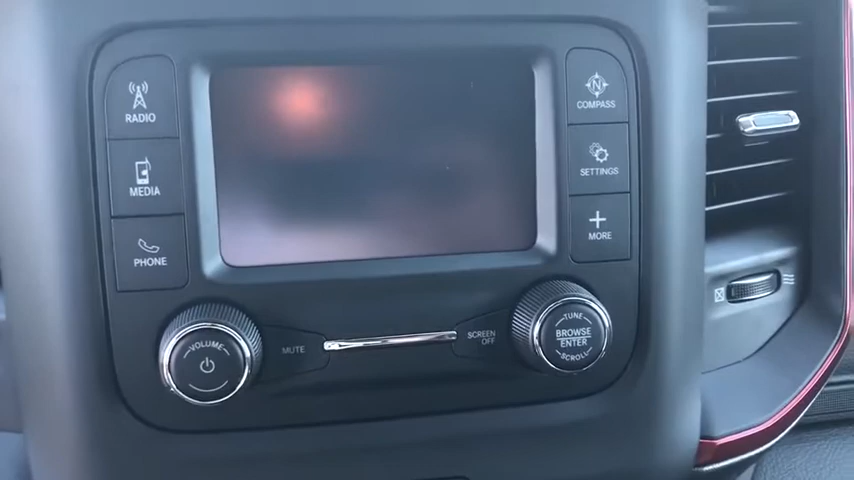 RADIO
MEDIA
PHONE
N
COMPASS
SETTINGS
MORE
VOLUME
MUTE
SCREEN
OFF
TUNE
BROWSE
ENTER
SCROLL